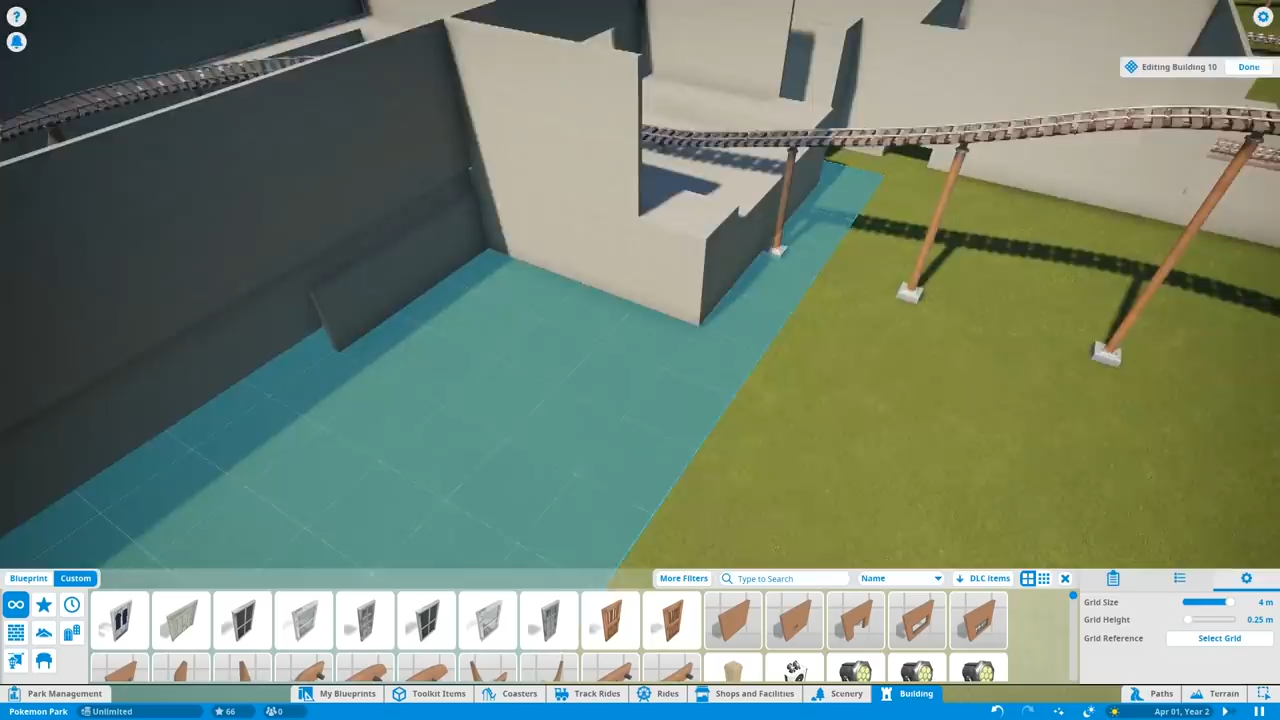 ?
Editing Building 10 Done
Blueprint Custom More Filters Type to Search Name DLC Items
Grid Size 4 m
Grid Height 0.25 m
Grid Reference Select Grid
Park Management My Blueprints Toolkit Items Coasters Track Rides Rides Shops and Facilities Scenery Building Paths Terrain
Pokemon Park Unlimited 66 0 Apr 01, Year 2